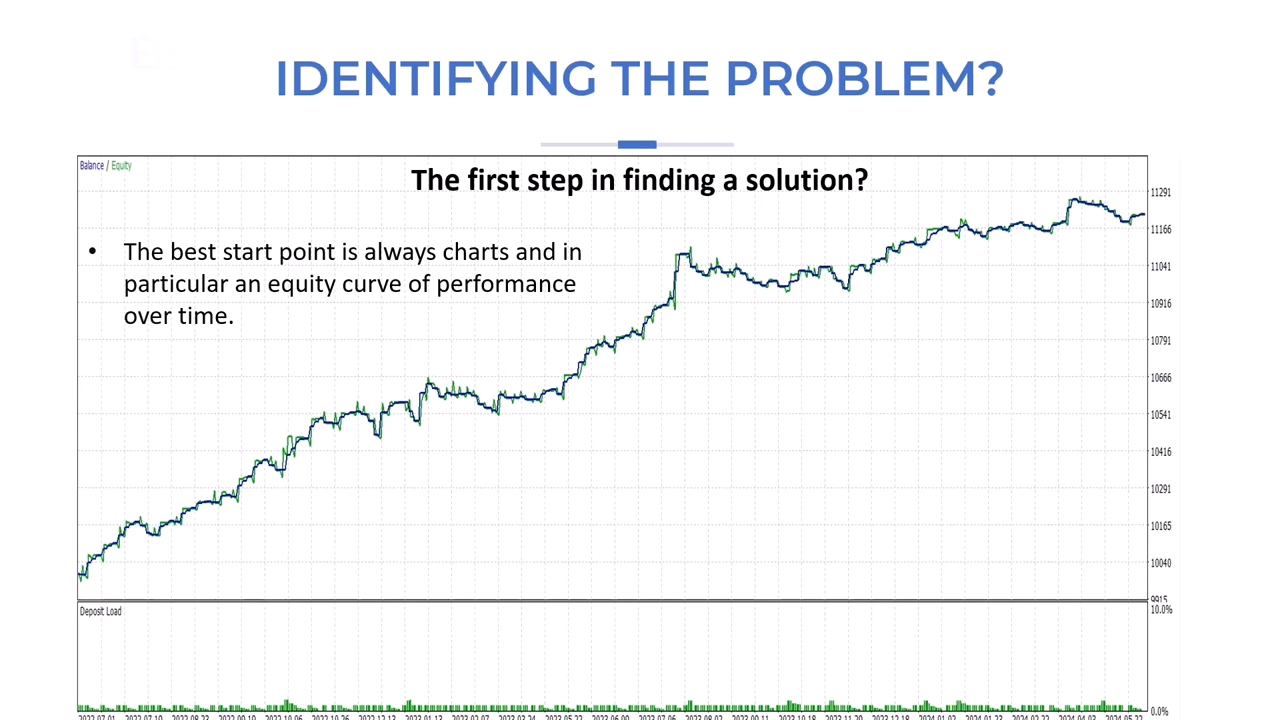 IDENTIFYING THE PROBLEM?
Balance / Equity
The first step in finding a solution?
• The best start point is always charts and in
particular an equity curve of performance
over time.
11291
11166
11041
10916
10791
10666
10541
10416
10291
10165
10040
9915
Deposit Load
10.0%
0.0%